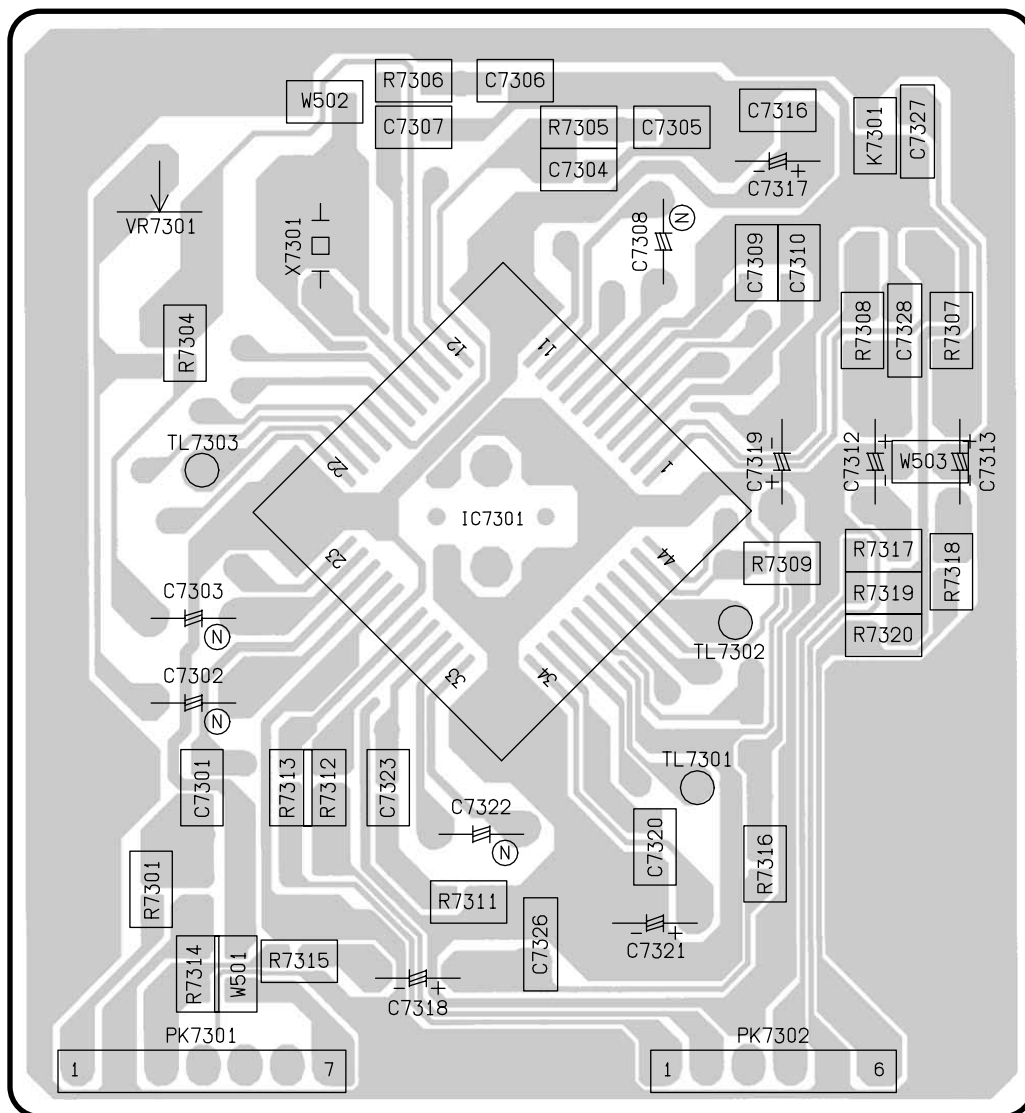 R7306
C7306
W502
C7316
C7327
K7301
C7307
R7305
C7305
C7304
- +
C7317
VR7301
X7301
C7308
N
C7309
C7310
R7304
12
11
R7308
C7328
R7307
TL7303
22
1
C7319
-
+
C7312
+
-
W503
+
-
C7313
IC7301
23
44
R7309
R7317
R7318
R7319
R7320
C7303
N
TL7302
C7302
N
33
34
C7301
R7313
R7312
C7323
TL7301
C7322
N
C7320
R7316
R7301
R7311
C7326
- +
C7321
R7314
W501
R7315
- +
C7318
PK7301
PK7302
1 7
1 6